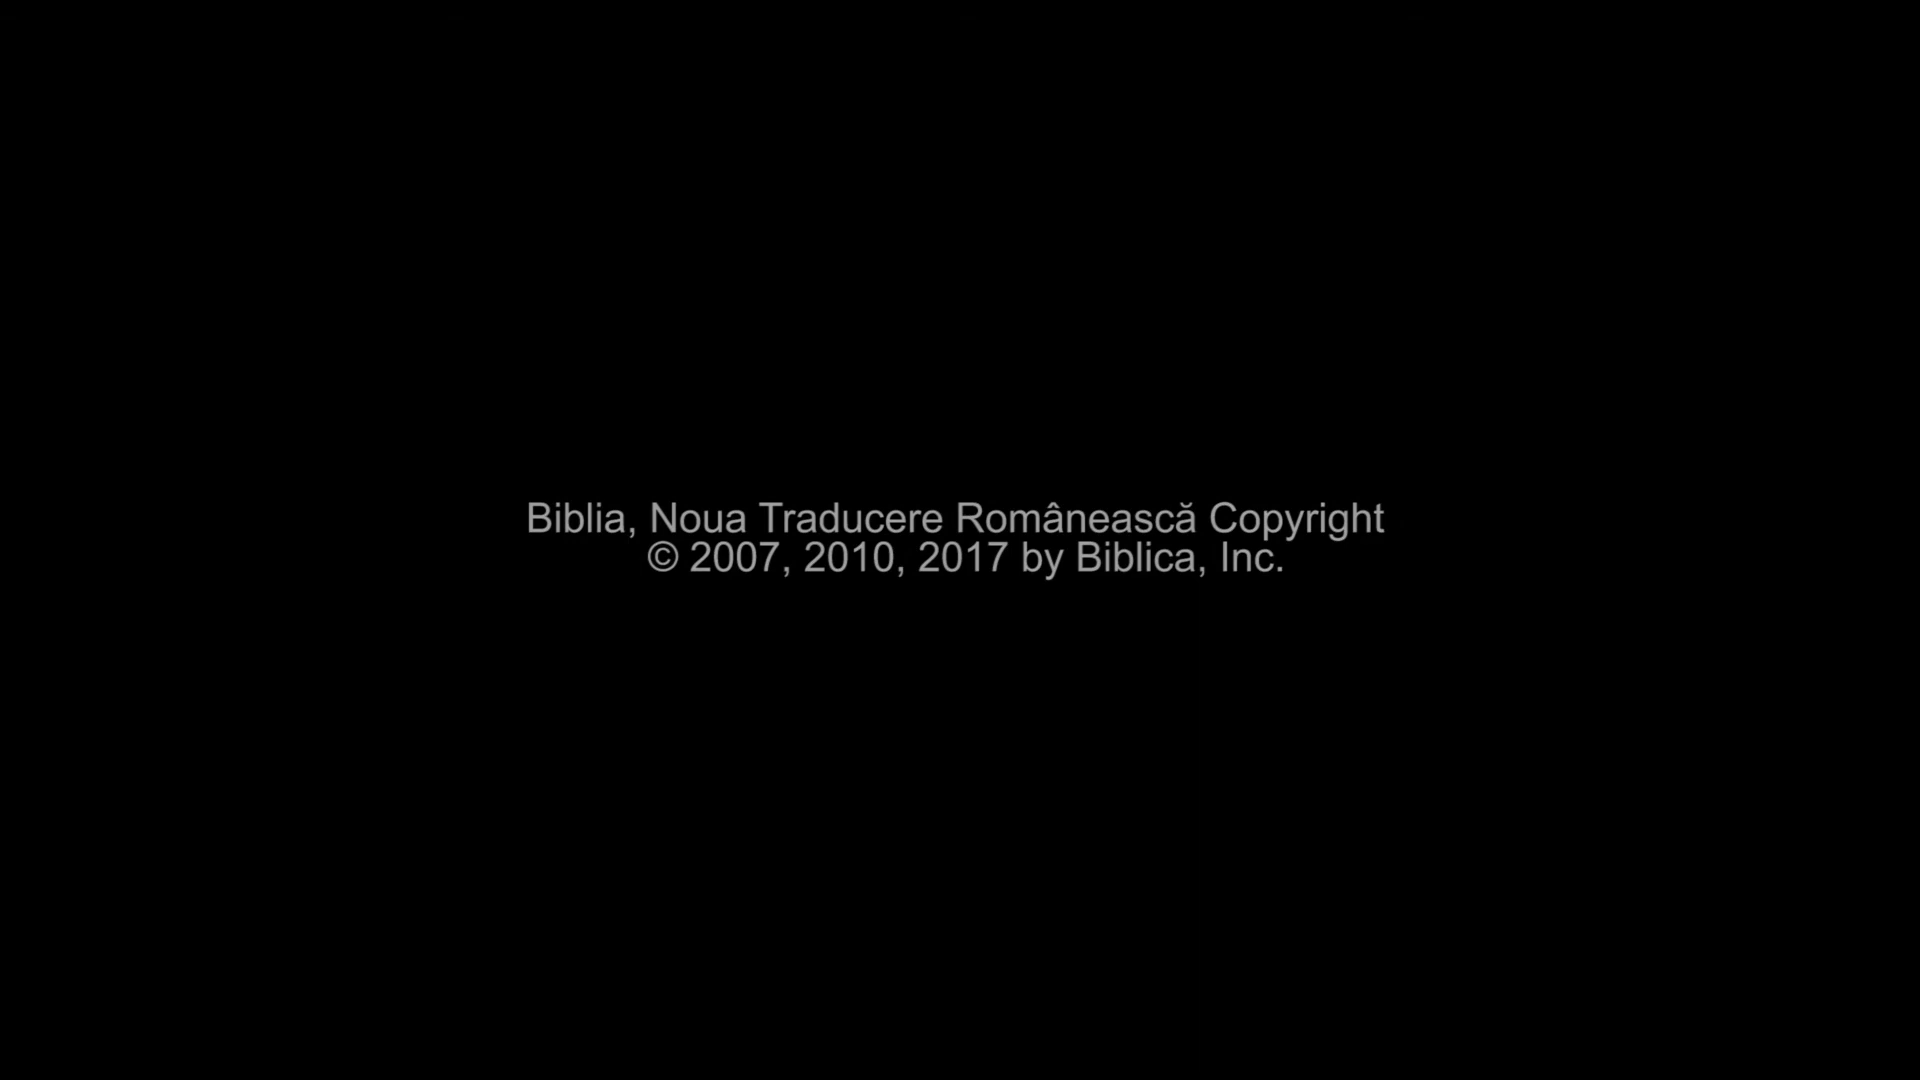 Biblia, Noua Traducere Românească Copyright
© 2007, 2010, 2017 by Biblica, Inc.